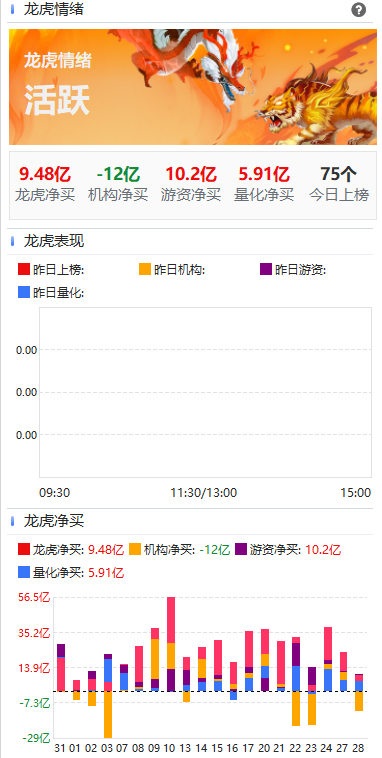 龙虎情绪
龙虎情绪
活跃
9.48亿 -12亿 10.2亿 5.91亿 75个
龙虎净买 机构净买 游资净买 量化净买 今日上榜
龙虎表现
昨日上榜: 昨日机构: 昨日游资:
昨日量化:
0.00
0.00
0.00
09:30 11:30/13:00 15:00
龙虎净买
龙虎净买: 9.48亿 机构净买: -12亿 游资净买: 10.2亿
量化净买: 5.91亿
56.5亿
35.2亿
13.9亿
-7.3亿
-29亿
31 01 02 03 07 08 09 10 13 14 15 16 17 20 21 22 23 24 27 28